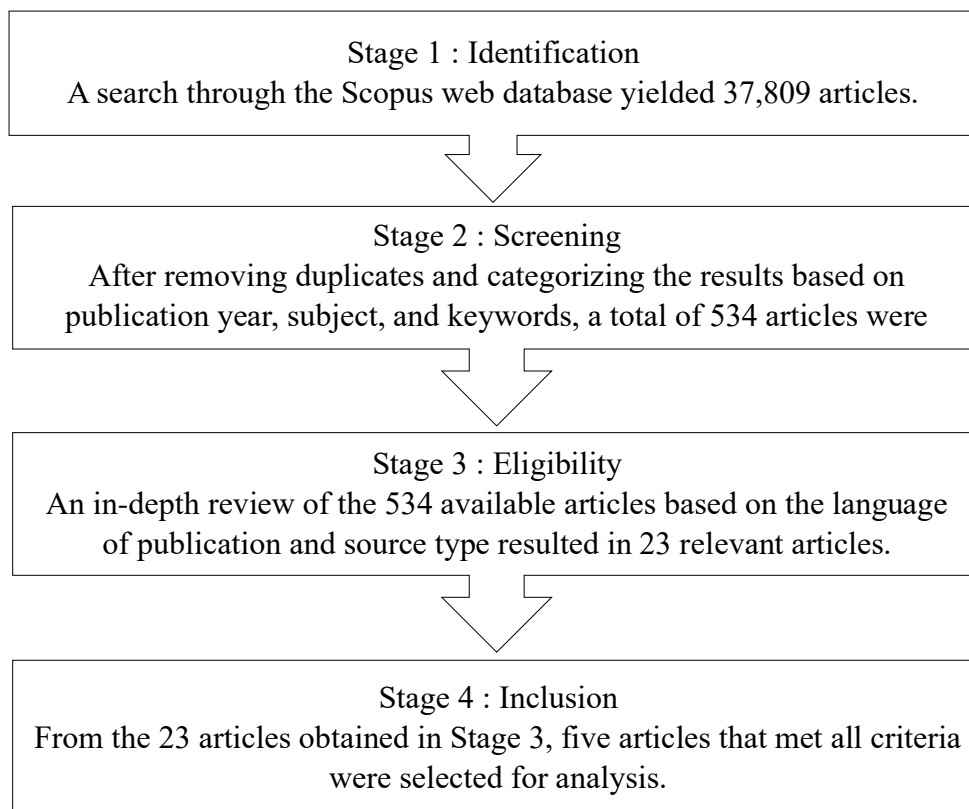 Stage 1 : Identification
A search through the Scopus web database yielded 37,809 articles.
Stage 2 : Screening
After removing duplicates and categorizing the results based on
publication year, subject, and keywords, a total of 534 articles were
Stage 3 : Eligibility
An in-depth review of the 534 available articles based on the language
of publication and source type resulted in 23 relevant articles.
Stage 4 : Inclusion
From the 23 articles obtained in Stage 3, five articles that met all criteria
were selected for analysis.